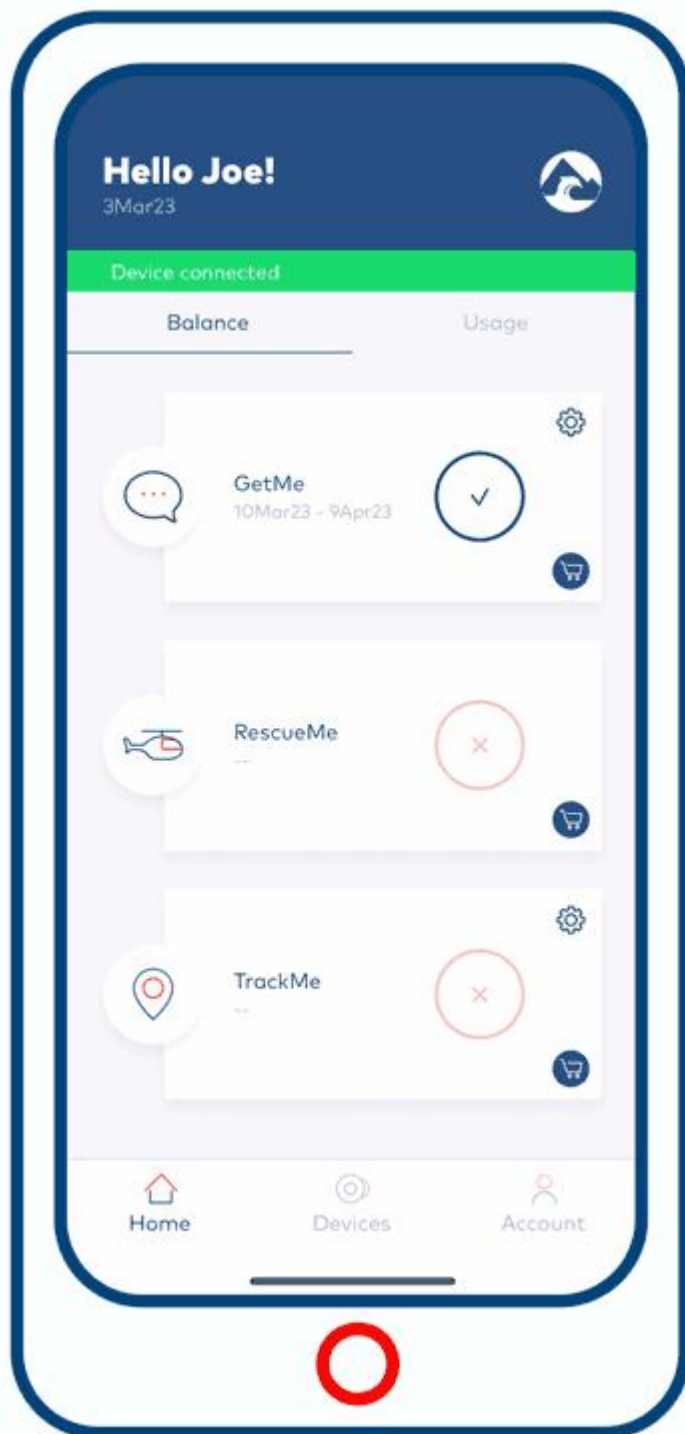 Hello Joe!
3Mar23
Device connected
Balance
Usage
GetMe
10Mar23 - 9Apr23
RescueMe
--
TrackMe
--
Home
Devices
Account